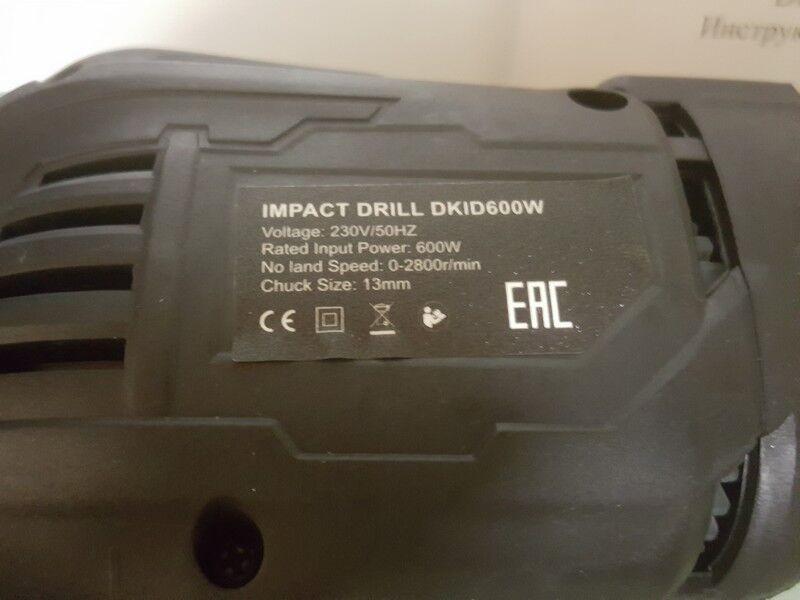 Инструк
IMPACT DRILL DKID600W
Voltage: 230V/50HZ
Rated Input Power: 600W
No land Speed: 0-2800r/min
Chuck Size: 13mm
CE
EAC